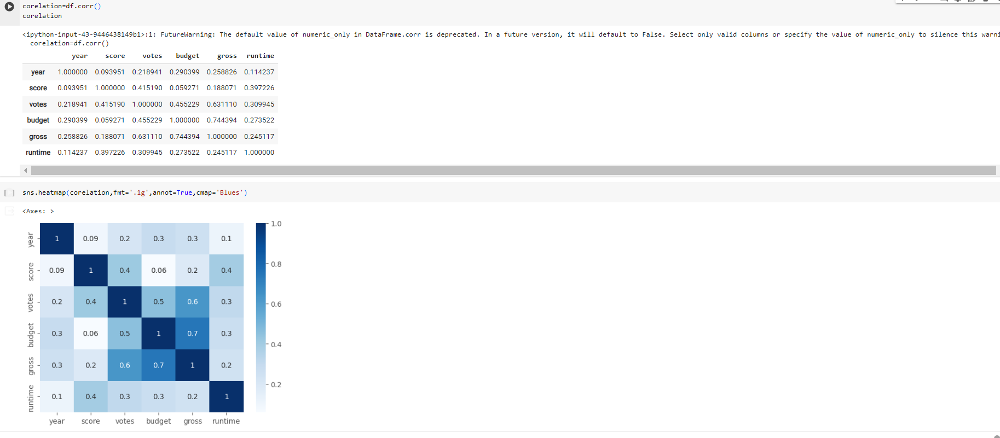 corelation=df.corr()
corelation
<ipython-input-43-9446438149b1>:1: FutureWarning: The default value of numeric_only in DataFrame.corr is deprecated. In a future version, it will default to False. Select only valid columns or specify the value of numeric_only to silence this warni
corelation=df.corr()
year score votes budget gross runtime
year 1.000000 0.093951 0.218941 0.290399 0.258826 0.114237
score 0.093951 1.000000 0.415190 0.059271 0.188071 0.397226
votes 0.218941 0.415190 1.000000 0.455229 0.631110 0.309945
budget 0.290399 0.059271 0.455229 1.000000 0.744394 0.273522
gross 0.258826 0.188071 0.631110 0.744394 1.000000 0.245117
runtime 0.114237 0.397226 0.309945 0.273522 0.245117 1.000000
[ ] sns.heatmap(corelation,fmt='.1g',annot=True,cmap='Blues')
<Axes: >
year 1 0.09 0.2 0.3 0.3 0.1
score 0.09 1 0.4 0.06 0.2 0.4
votes 0.2 0.4 1 0.5 0.6 0.3
budget 0.3 0.06 0.5 1 0.7 0.3
gross 0.3 0.2 0.6 0.7 1 0.2
runtime 0.1 0.4 0.3 0.3 0.2 1
year score votes budget gross runtime
1.0
0.8
0.6
0.4
0.2